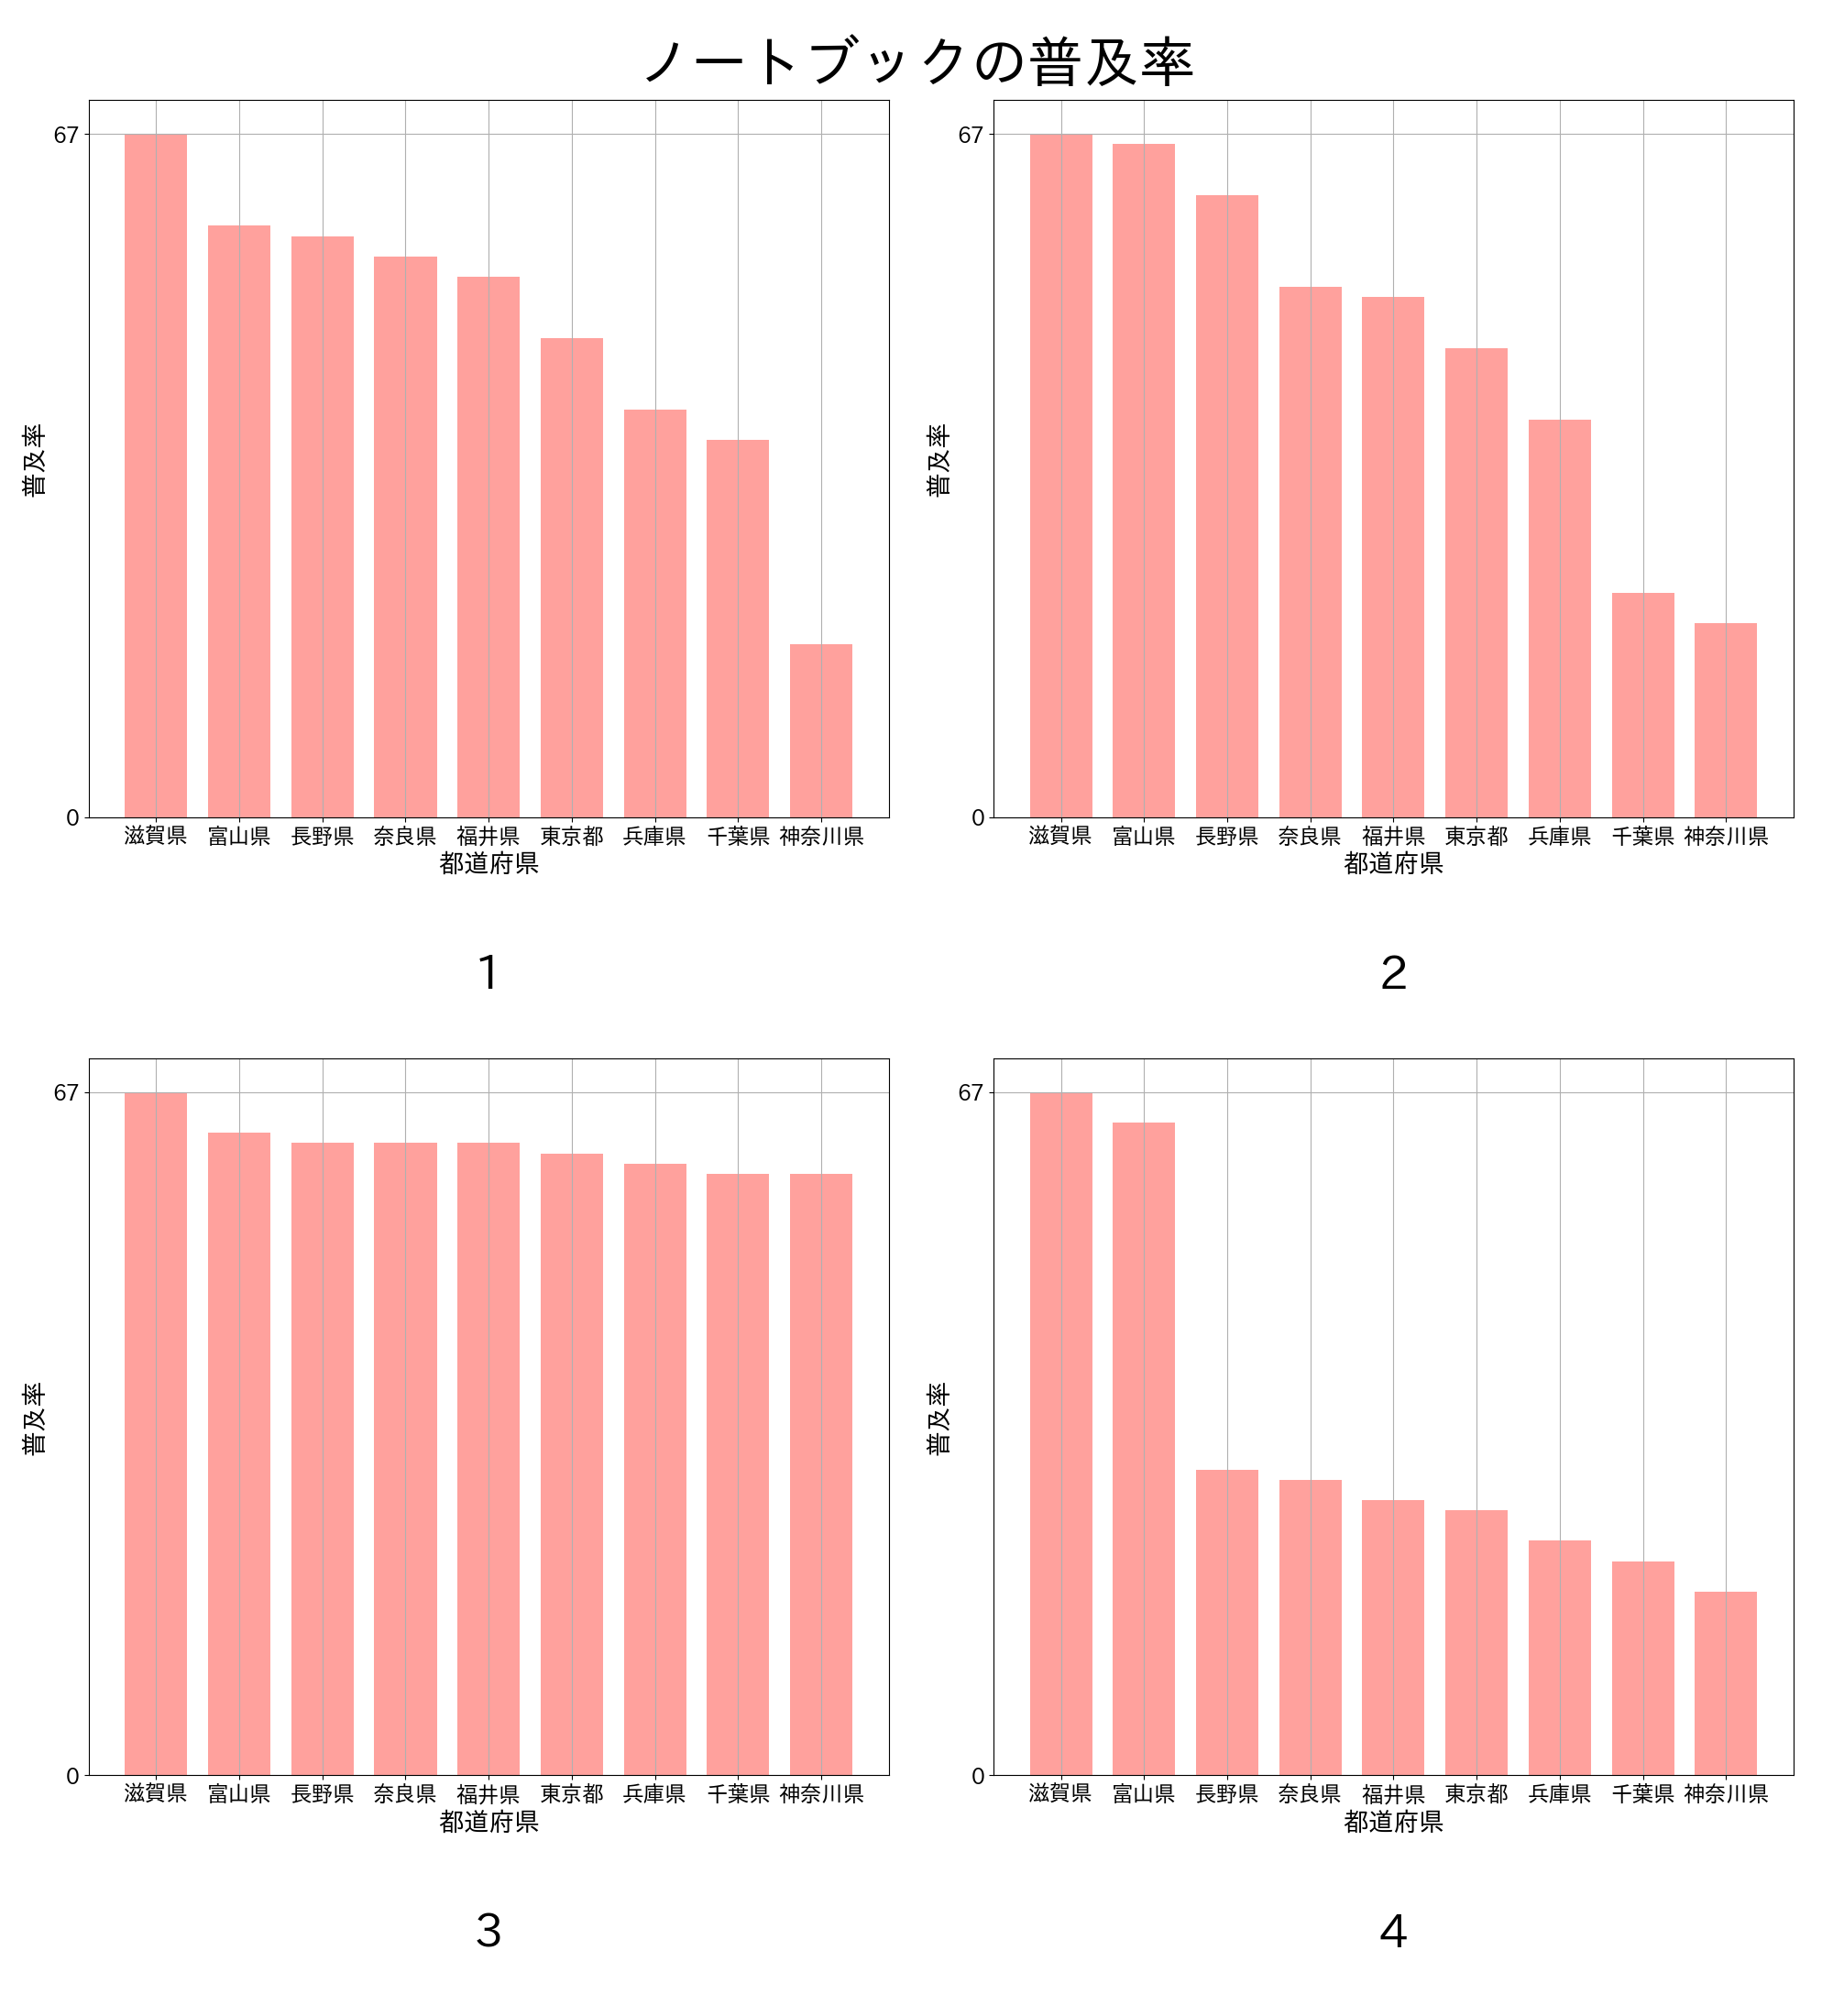 ノートブックの普及率
67
0
普及率
滋賀県 富山県 長野県 奈良県 福井県 東京都 兵庫県 千葉県 神奈川県
都道府県
1
67
0
普及率
滋賀県 富山県 長野県 奈良県 福井県 東京都 兵庫県 千葉県 神奈川県
都道府県
2
67
0
普及率
滋賀県 富山県 長野県 奈良県 福井県 東京都 兵庫県 千葉県 神奈川県
都道府県
3
67
0
普及率
滋賀県 富山県 長野県 奈良県 福井県 東京都 兵庫県 千葉県 神奈川県
都道府県
4